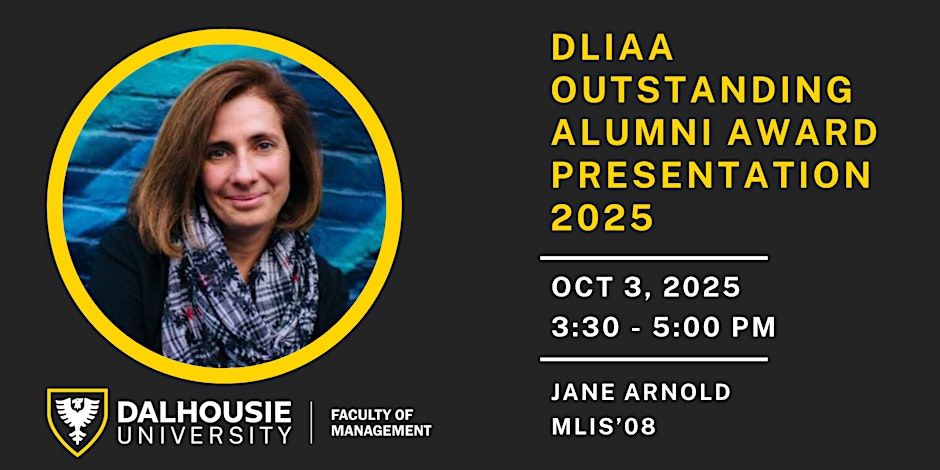 DLIAA
OUTSTANDING
ALUMNI AWARD
PRESENTATION
2025
OCT 3, 2025
3:30 - 5:00 PM
JANE ARNOLD
MLIS'08
DALHOUSIE
UNIVERSITY
FACULTY OF
MANAGEMENT